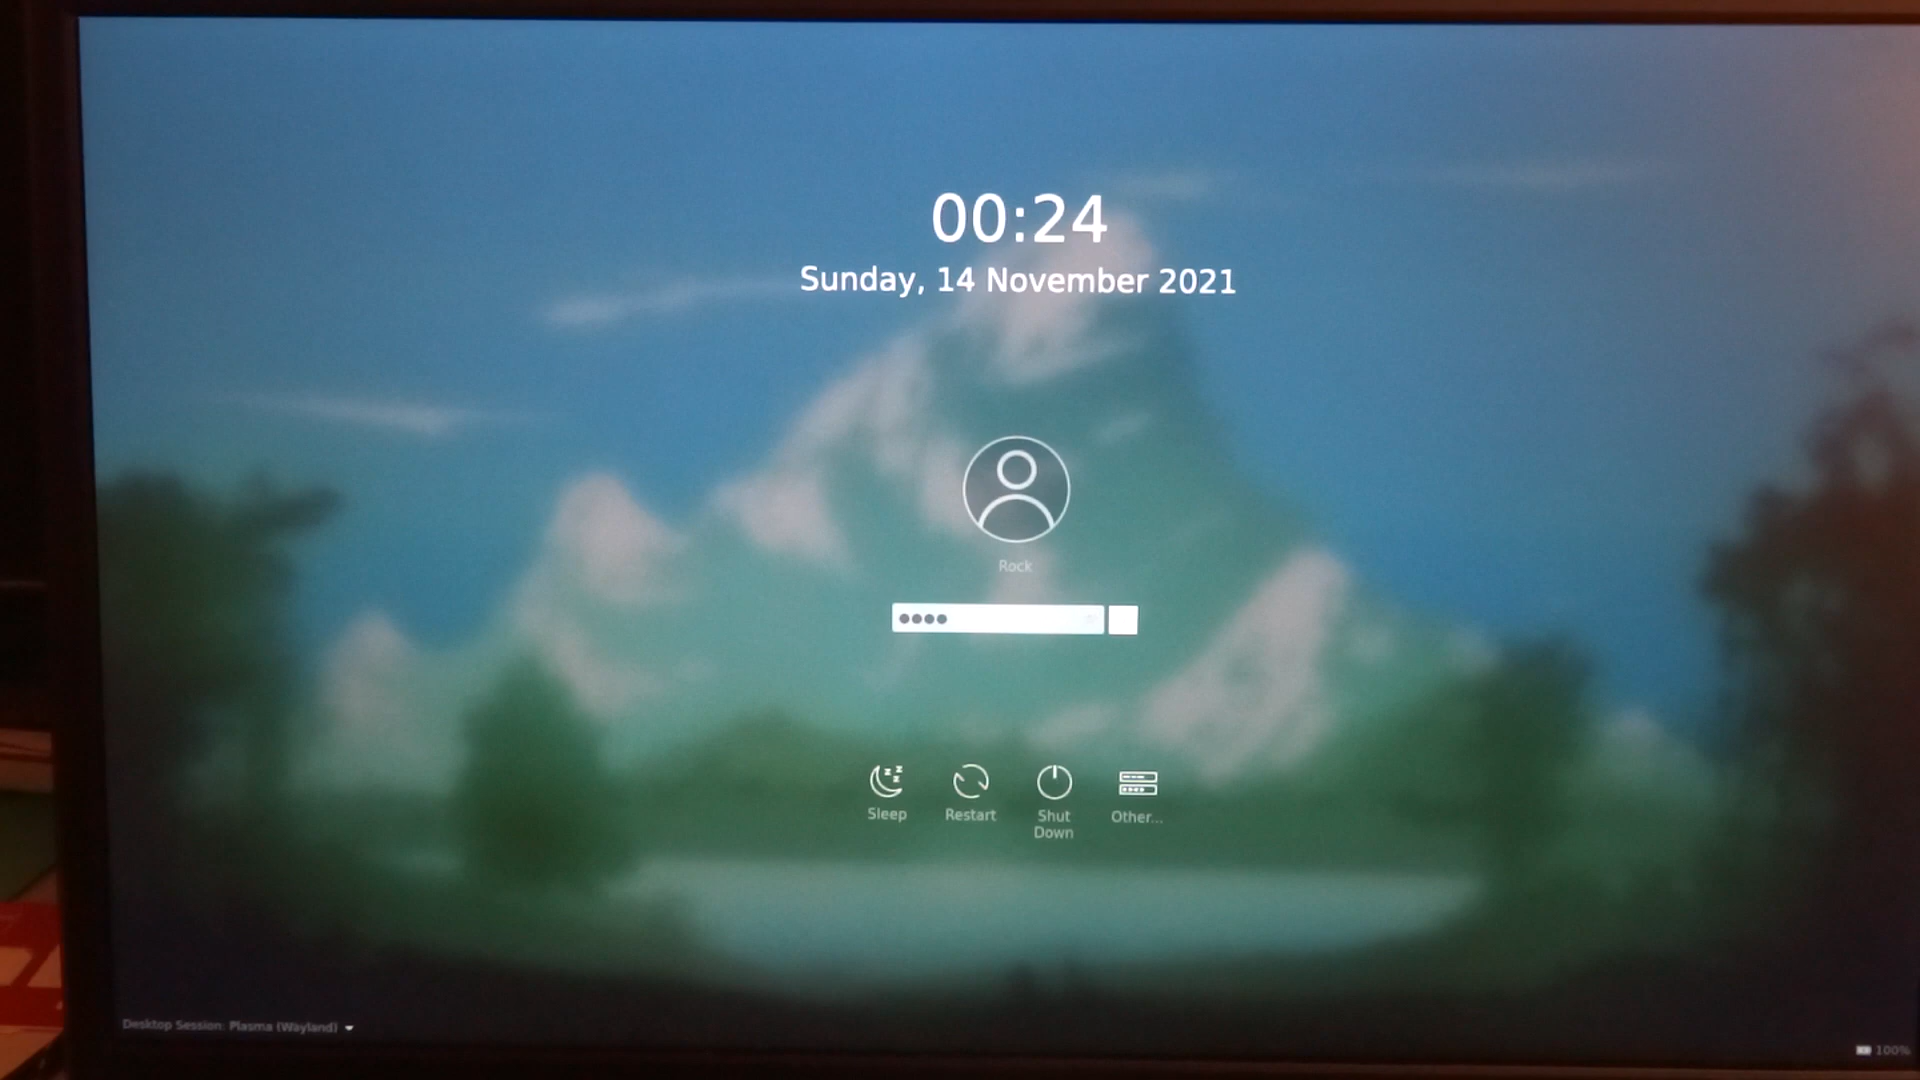 00:24
Sunday, 14 November 2021
Rock
Sleep
Restart
Shut
Down
Other...
Desktop Session: Plasma (Wayland)
100%